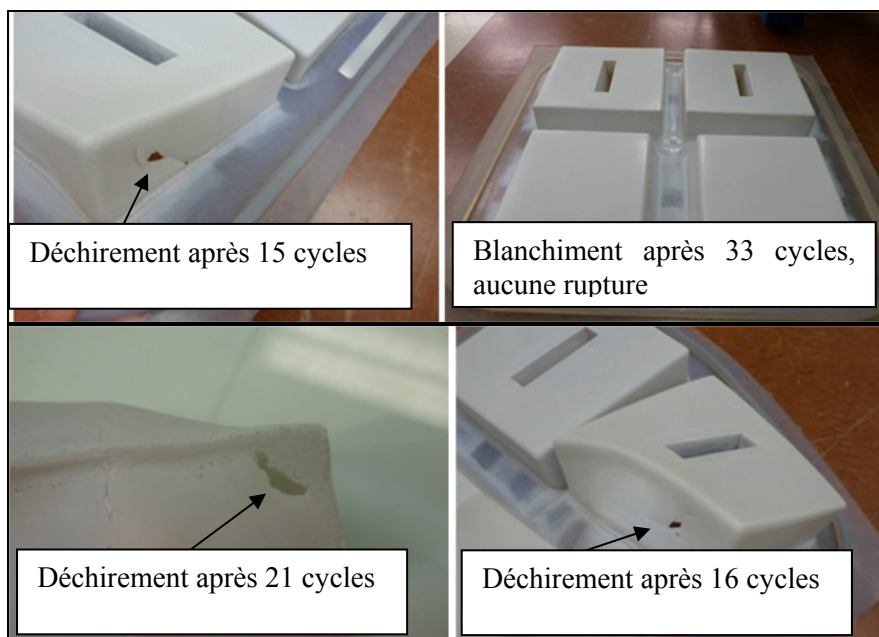 Déchirement après 15 cycles
Blanchiment après 33 cycles,
aucune rupture
Déchirement après 21 cycles
Déchirement après 16 cycles